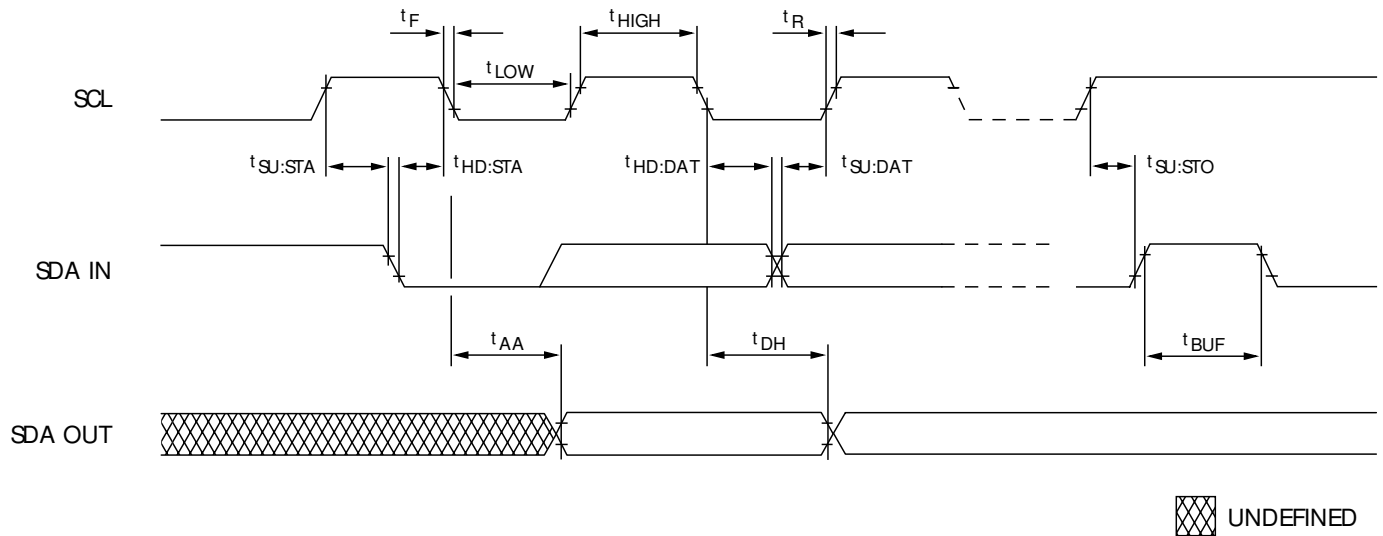 tF
tHIGH
tR
tLOW
SCL
tSU:STA
tHD:STA
tHD:DAT
tSU:DAT
tSU:STO
SDA IN
tAA
tDH
tBUF
SDA OUT
UNDEFINED